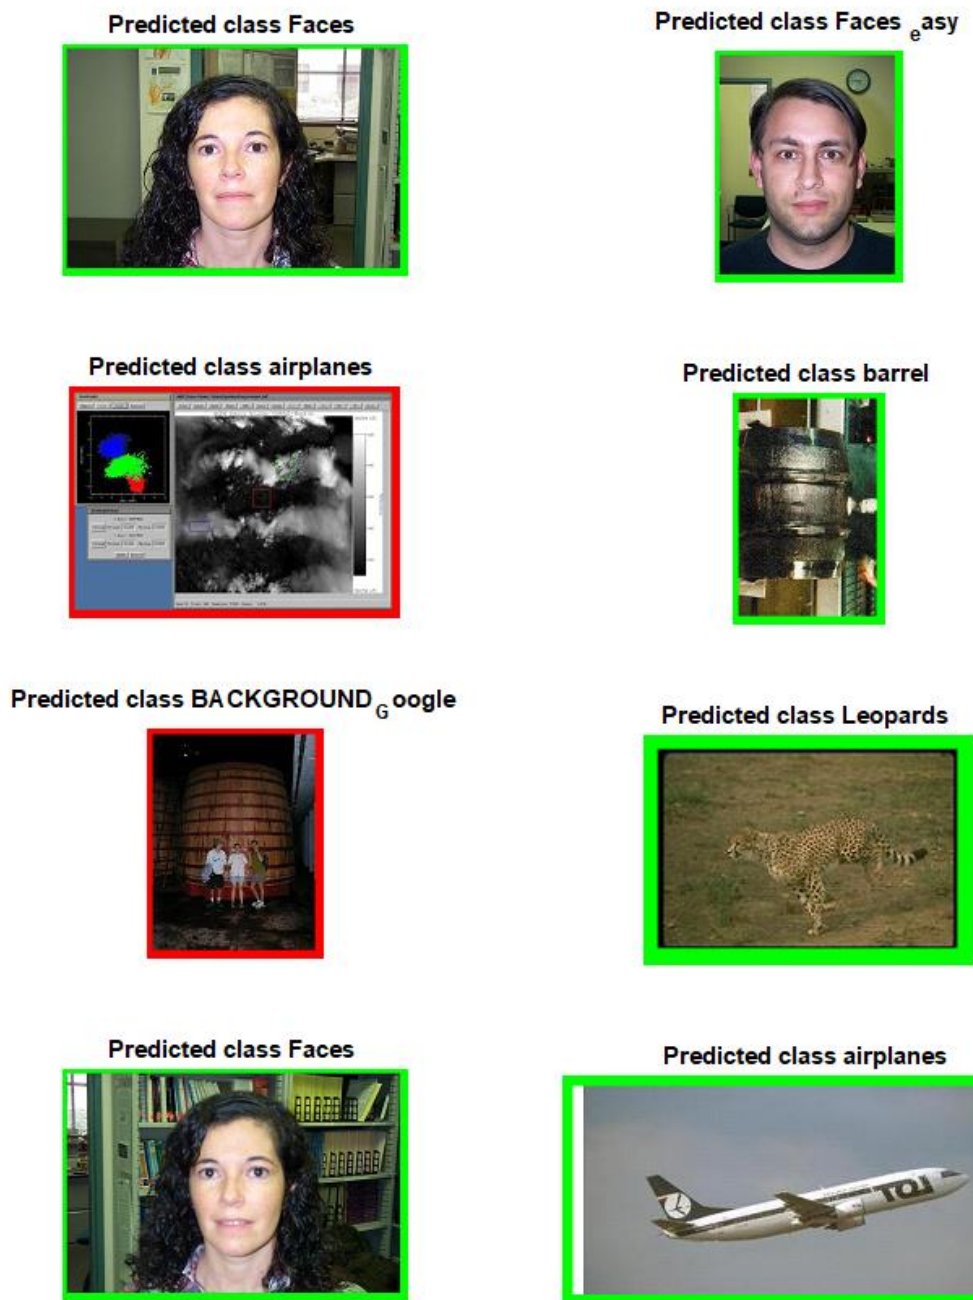 Predicted class Faces
Predicted class Faces easy
Predicted class airplanes
Predicted class barrel
Predicted class BACKGROUND Google
Predicted class Leopards
Predicted class Faces
Predicted class airplanes
LOT